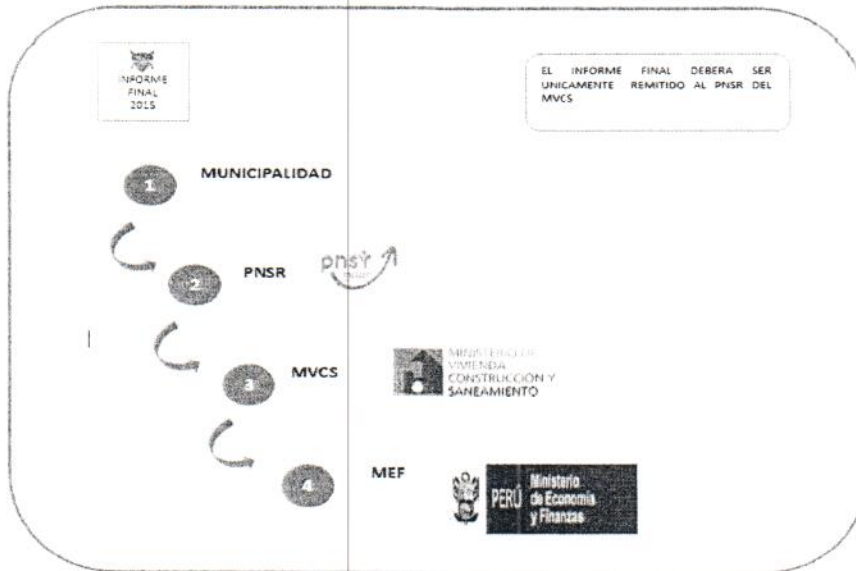 INFORME
FINAL
2015
EL INFORME FINAL DEBERA SER
UNICAMENTE REMITIDO AL PNSR DEL
MVCS
1 MUNICIPALIDAD
2 PNSR pnsr
3 MVCS
MINISTERIO DE
VIVIENDA
CONSTRUCCION Y
SANEAMIENTO
4 MEF
PERÚ
Ministerio
de Economía
y Finanzas